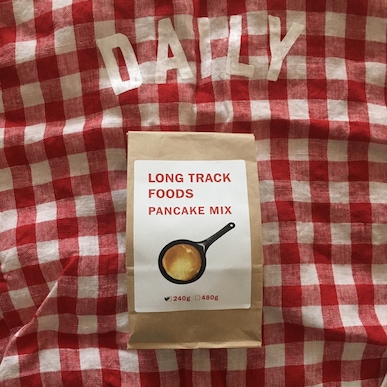 DAILY
LONG TRACK
FOODS
PANCAKE MIX
240g 480g